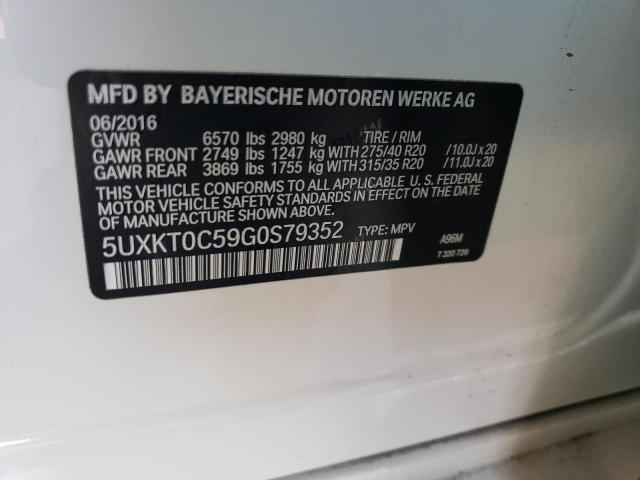 MFD BY BAYERISCHE MOTOREN WERKE AG
06/2016
GVWR 6570 lbs 2980 kg TIRE / RIM
GAWR FRONT 2749 lbs 1247 kg WITH 275/40 R20 /10.0J x 20
GAWR REAR 3869 lbs 1755 kg WITH 315/35 R20 /11.0J x 20
THIS VEHICLE CONFORMS TO ALL APPLICABLE U. S. FEDERAL
MOTOR VEHICLE SAFETY STANDARDS IN EFFECT ON THE DATE
OF MANUFACTURE SHOWN ABOVE.
5UXKT0C59G0S79352 TYPE: MPV A96M
7 320 729